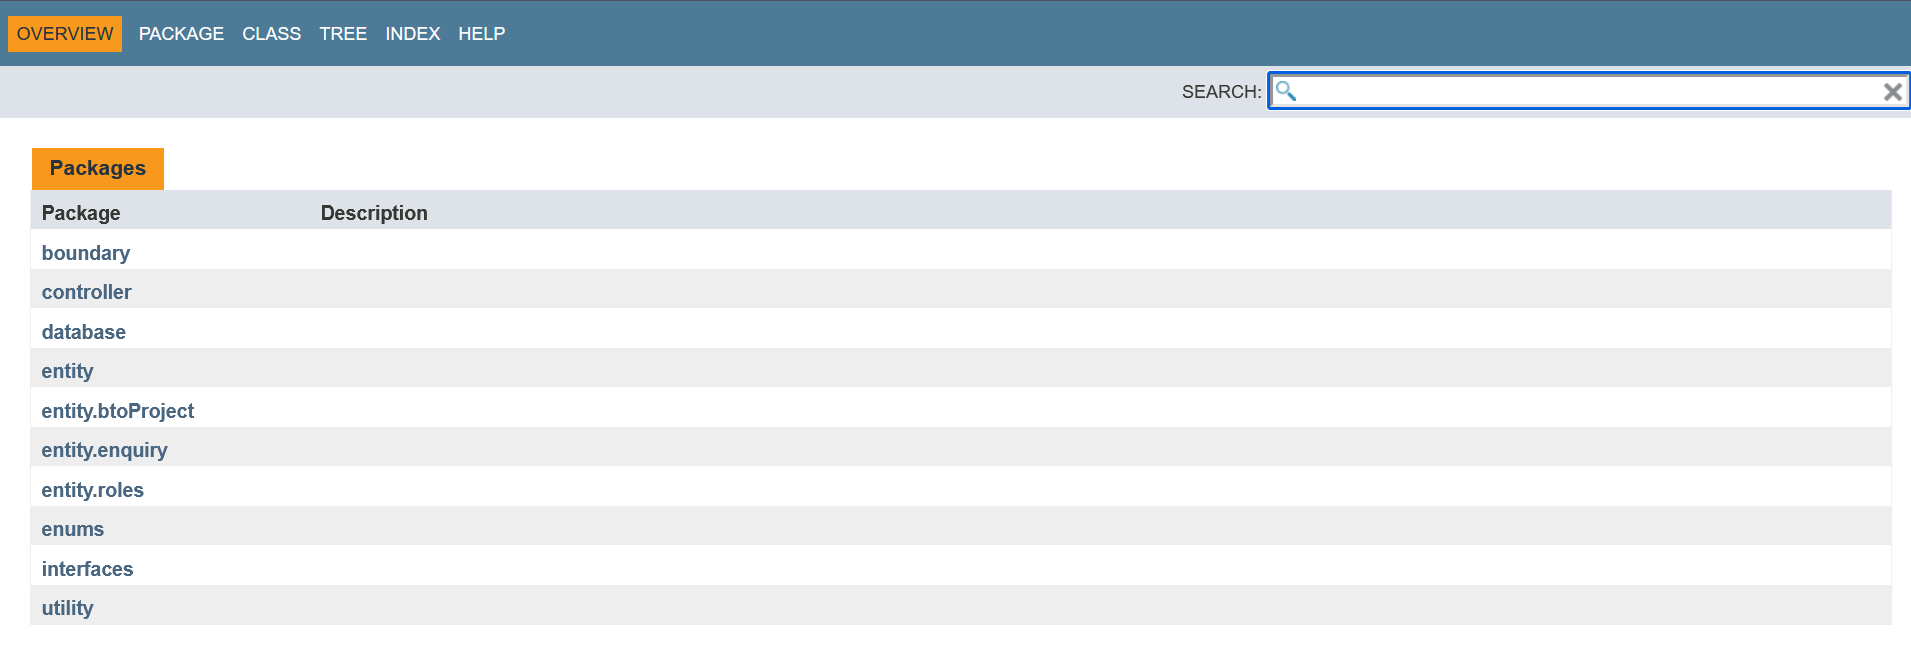 OVERVIEW PACKAGE CLASS TREE INDEX HELP
SEARCH:
Packages
Package Description
boundary
controller
database
entity
entity.btoProject
entity.enquiry
entity.roles
enums
interfaces
utility